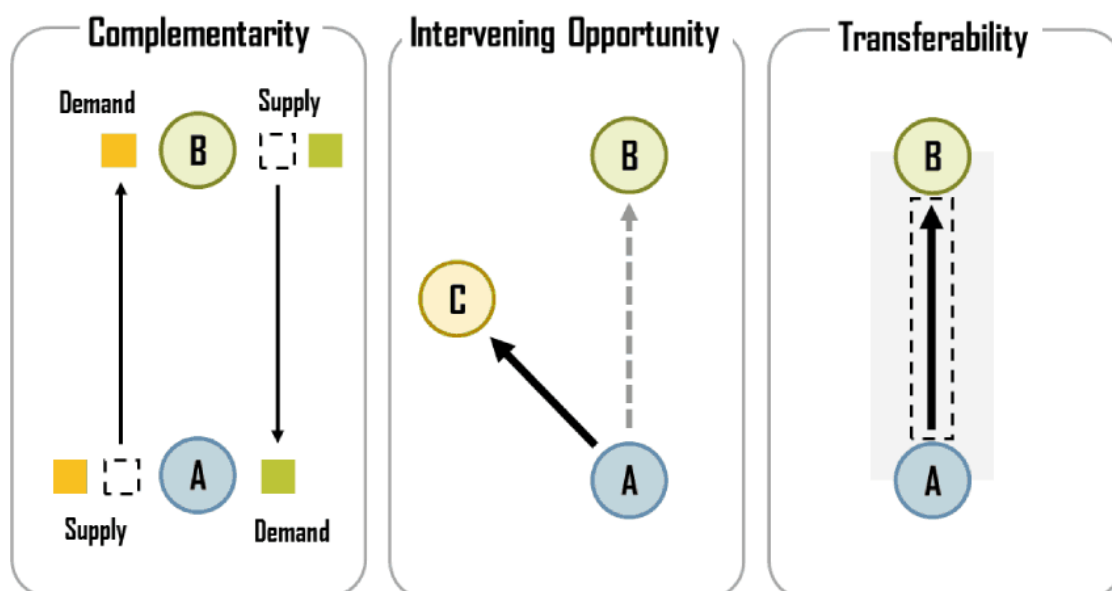 Complementarity
Demand
Supply
B
A
Supply
Demand
Intervening Opportunity
B
C
A
Transferability
B
A